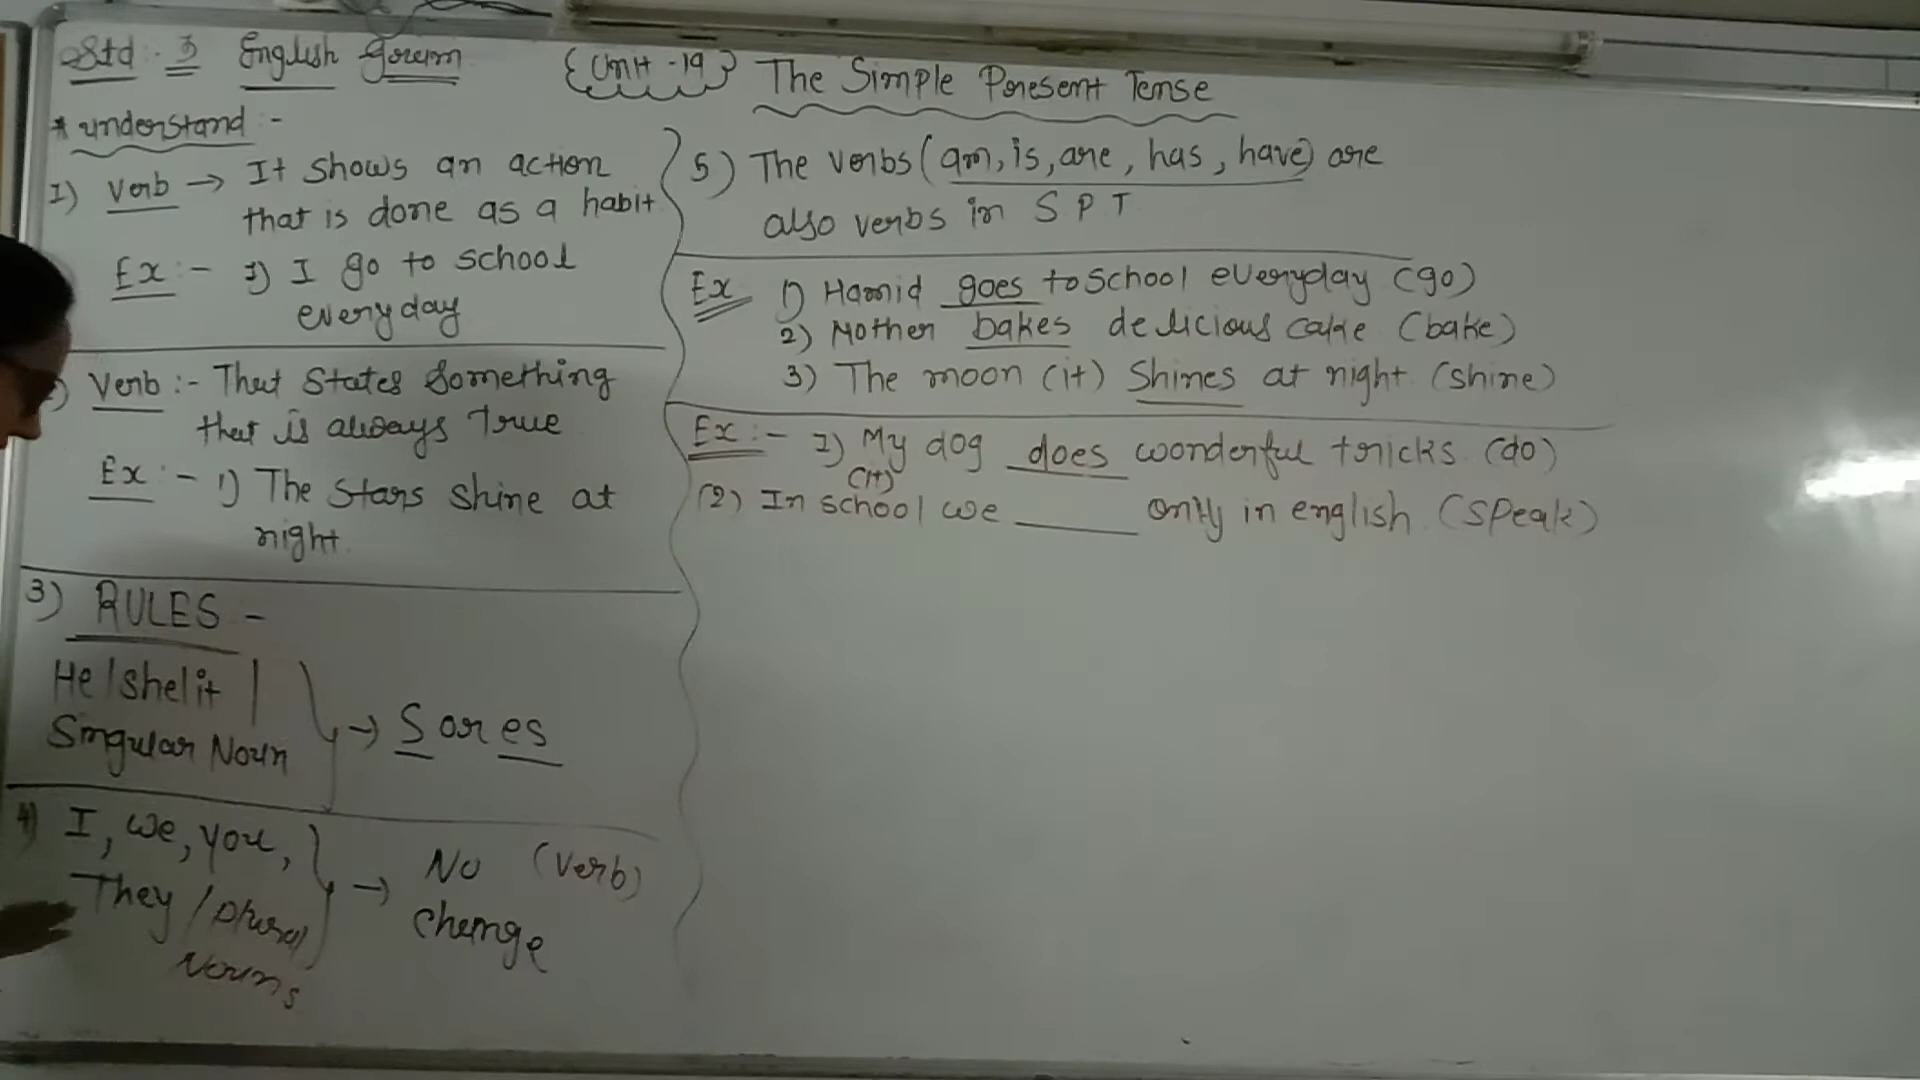 Std. 3 English Gram
{Unit-19} The Simple Present Tense
* understand :-
1) Verb → It shows an action
that is done as a habit
Ex :- 1) I go to school
everyday
) Verb :- That States Something
that is always True
Ex :- 1) The Stars shine at
night.
3) RULES -
He/she/it /
Singular Noun → S or es
4) I, we, you,
They / plural
Nouns → No (Verb)
change
5) The verbs (am, is, are, has, have) are
also verbs in S P T
Ex 1) Hamid goes to School everyday (go)
2) Mother bakes delicious cake (bake)
3) The moon (it) Shines at night. (shine)
Ex :- 1) My dog does wonderful tricks. (do)
(it)
(2) In school we ______ only in english. (speak)